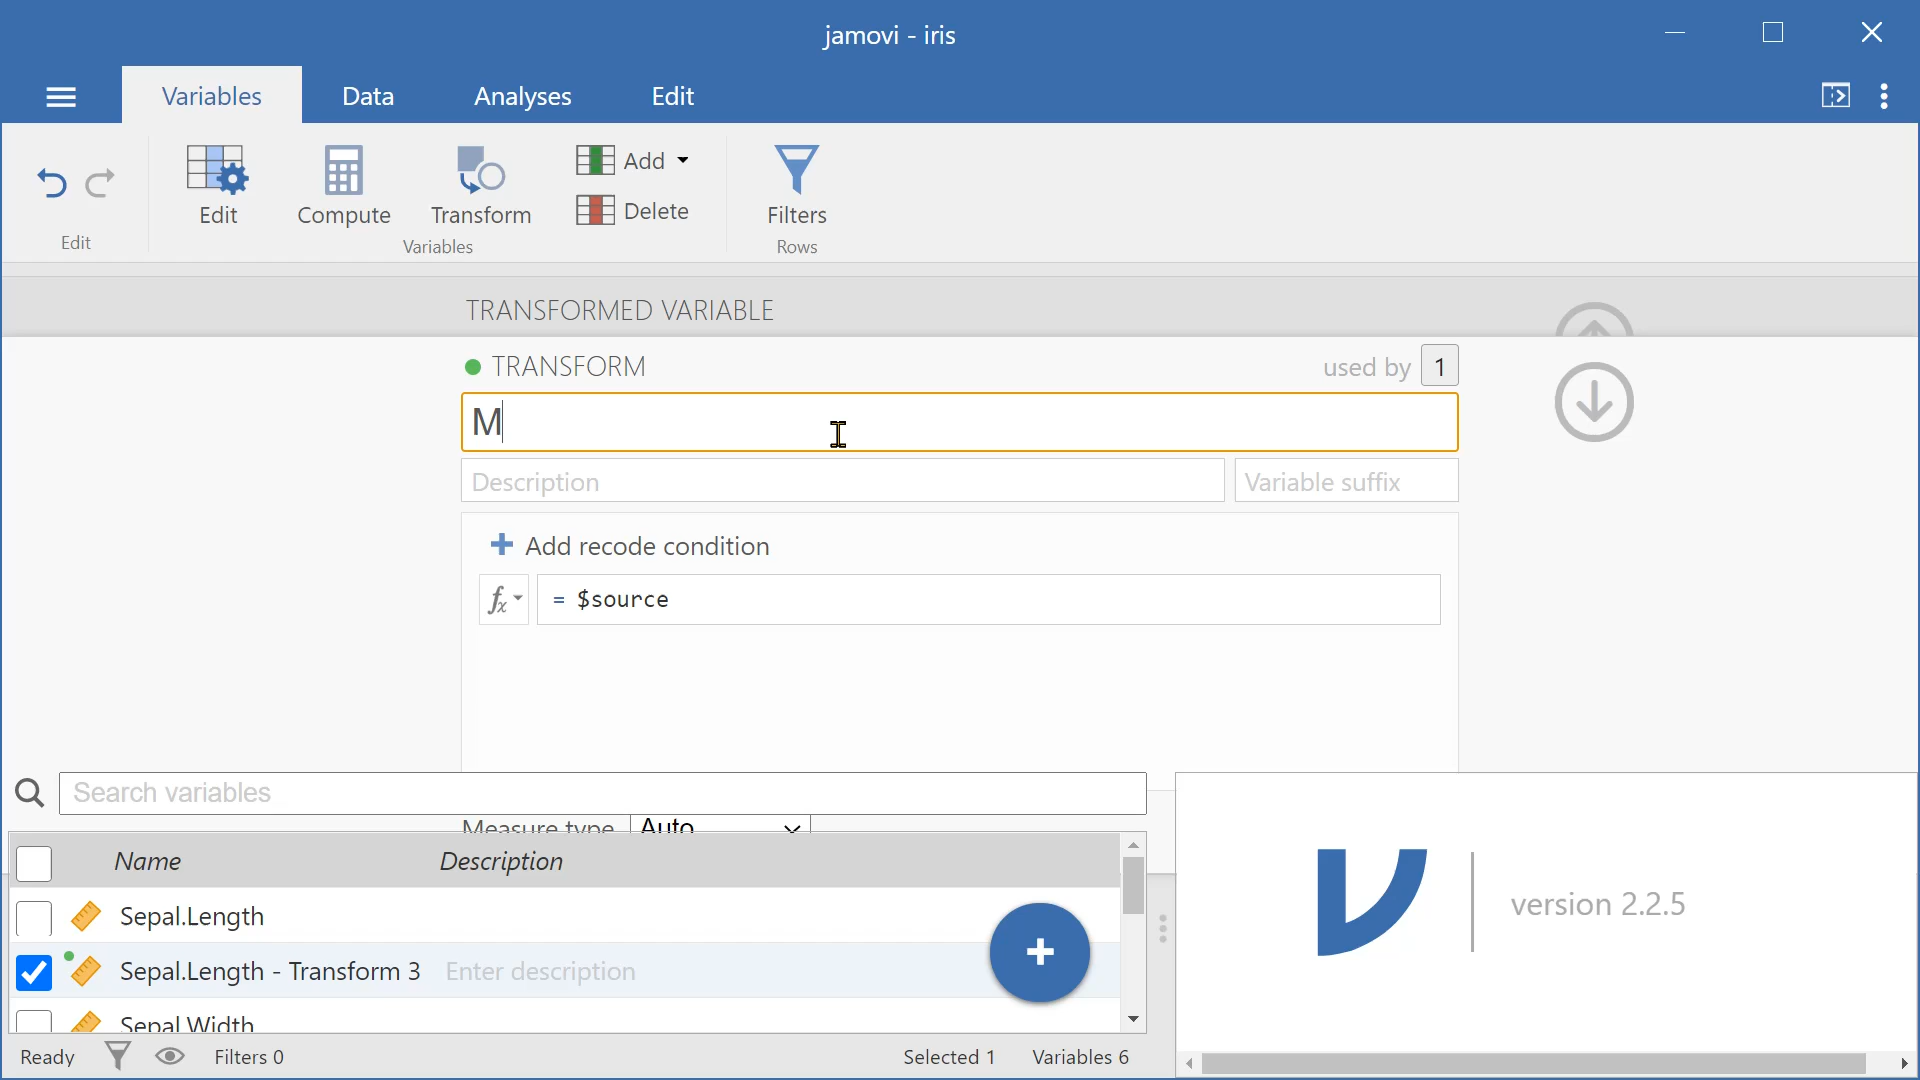 jamovi - iris
Variables
Data
Analyses
Edit
Edit
Compute
Transform
Add
Delete
Filters
Edit
Variables
Rows
TRANSFORMED VARIABLE
TRANSFORM
used by 1
M
Description
Variable suffix
+ Add recode condition
fx
= $source
Search variables
Measure type
Auto
Name
Description
Sepal.Length
Sepal.Length - Transform 3
Enter description
+
Sepal.Width
version 2.2.5
Ready
Filters 0
Selected 1
Variables 6